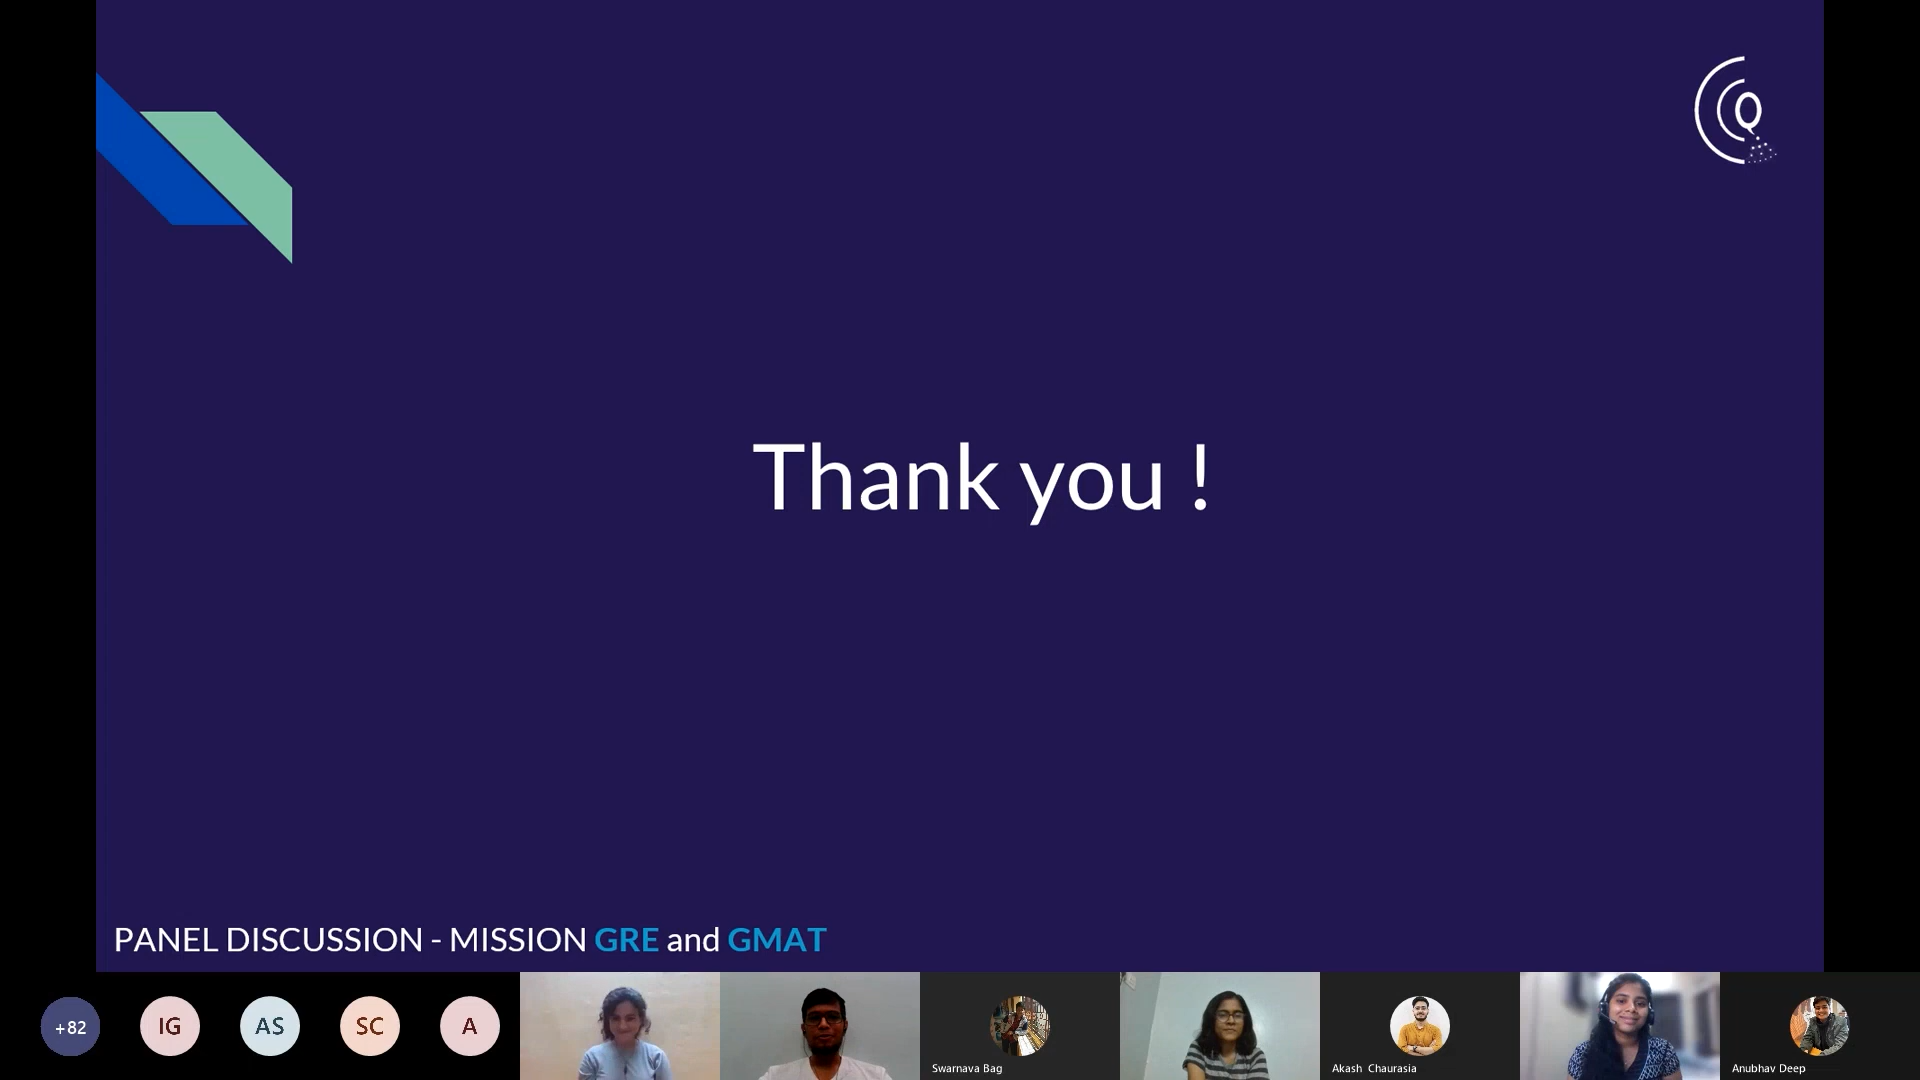 Thank you !
PANEL DISCUSSION - MISSION GRE and GMAT
+82
IG
AS
SC
A
Swarnava Bag
Akash Chaurasia
Anubhav Deep